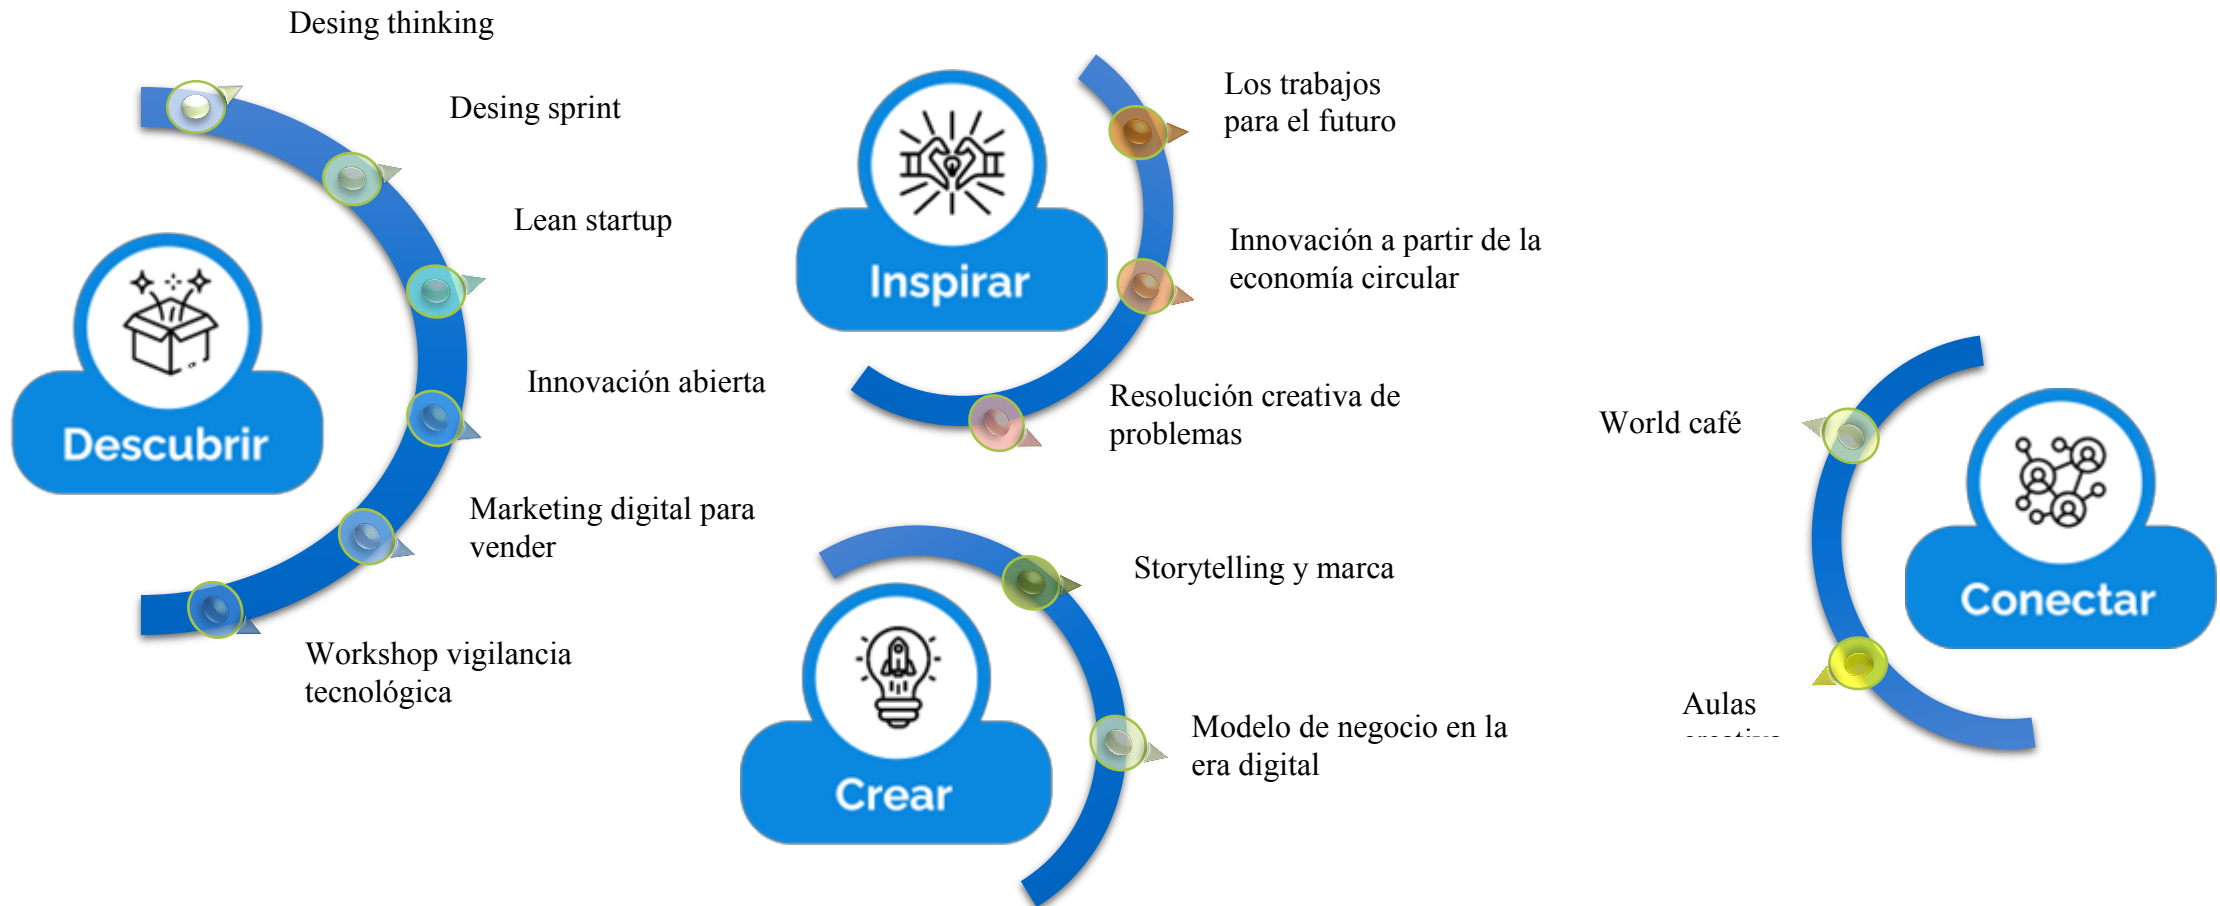 Desing thinking
Desing sprint
Lean startup
Descubrir
Innovación abierta
Marketing digital para
vender
Workshop vigilancia
tecnológica
Inspirar
Los trabajos
para el futuro
Innovación a partir de la
economía circular
Resolución creativa de
problemas
Crear
Storytelling y marca
Modelo de negocio en la
era digital
World café
Conectar
Aulas